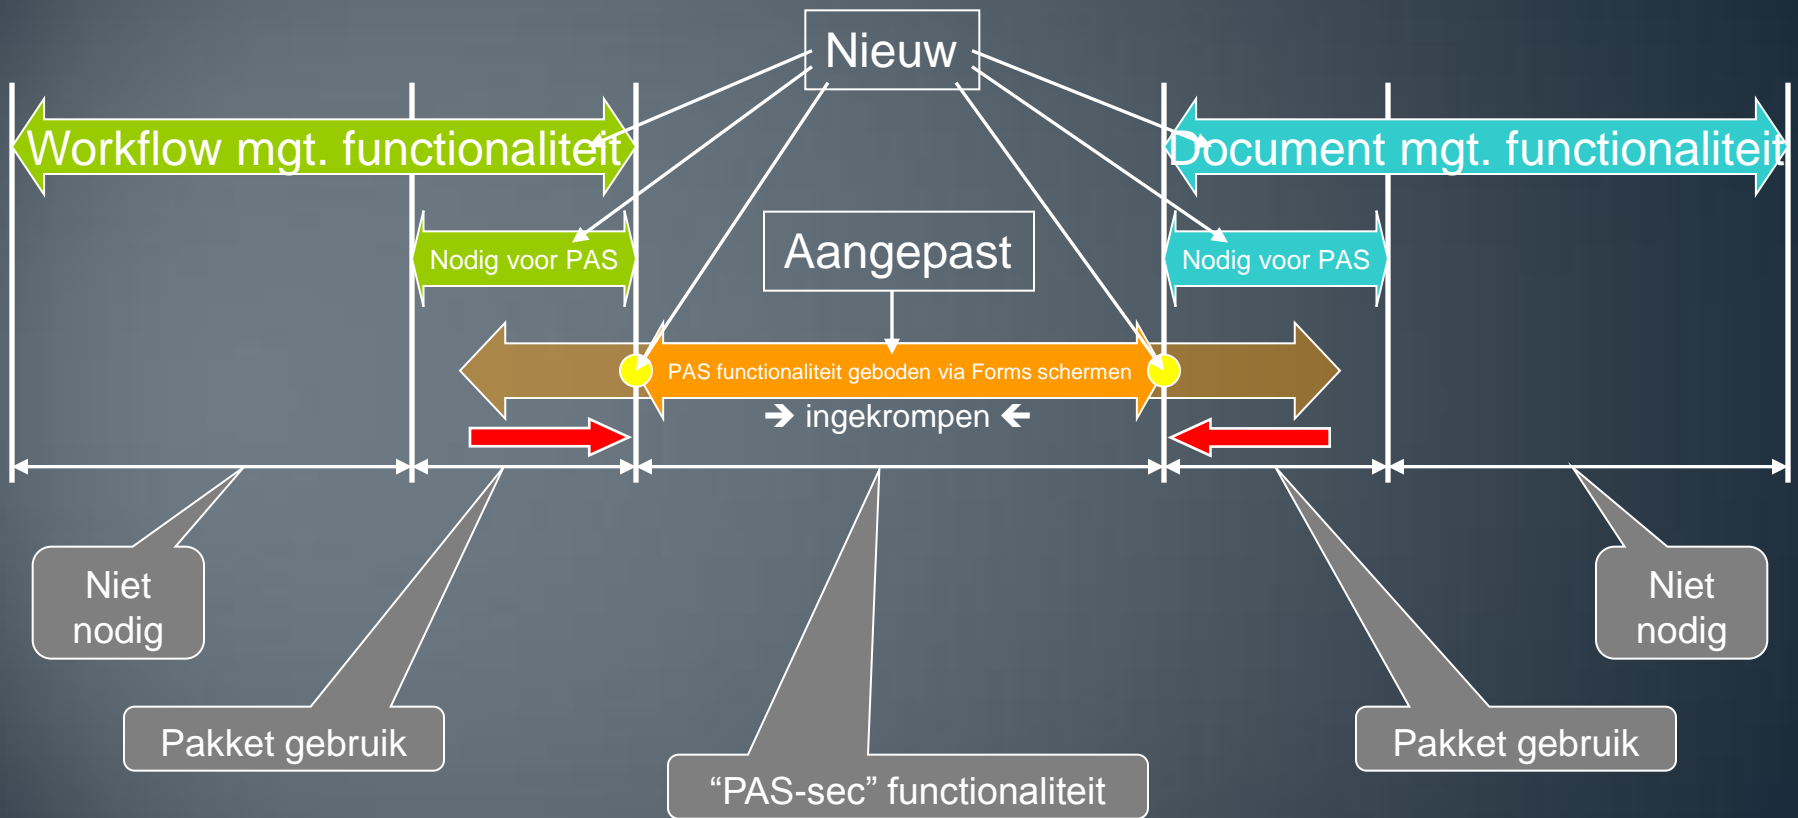 Nieuw
Workflow mgt. functionaliteit
Document mgt. functionaliteit
Nodig voor PAS
Aangepast
Nodig voor PAS
PAS functionaliteit geboden via Forms schermen
➔ ingekrompen 🡸
Niet
nodig
Niet
nodig
Pakket gebruik
Pakket gebruik
“PAS-sec” functionaliteit